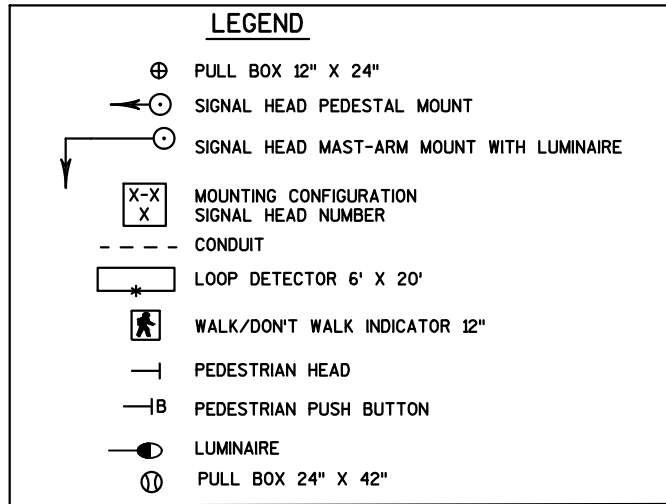 LEGEND
PULL BOX 12" X 24"
SIGNAL HEAD PEDESTAL MOUNT
SIGNAL HEAD MAST-ARM MOUNT WITH LUMINAIRE
X-X
X
MOUNTING CONFIGURATION
SIGNAL HEAD NUMBER
CONDUIT
LOOP DETECTOR 6' X 20'
WALK/DON'T WALK INDICATOR 12"
PEDESTRIAN HEAD
B PEDESTRIAN PUSH BUTTON
LUMINAIRE
PULL BOX 24" X 42"